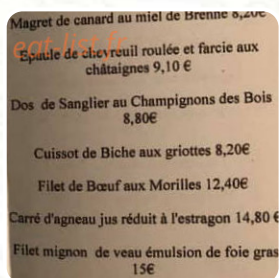 Magret de canard au miel de Brenne 8,20€
eat-list.fr
Epaule de chevreuil roulée et farcie aux
châtaignes 9,10 €
Dos de Sanglier au Champignons des Bois
8,80€
Cuissot de Biche aux griottes 8,20€
Filet de Bœuf aux Morilles 12,40€
Carré d'agneau jus réduit à l'estragon 14,80 €
Filet mignon de veau émulsion de foie gras
15€